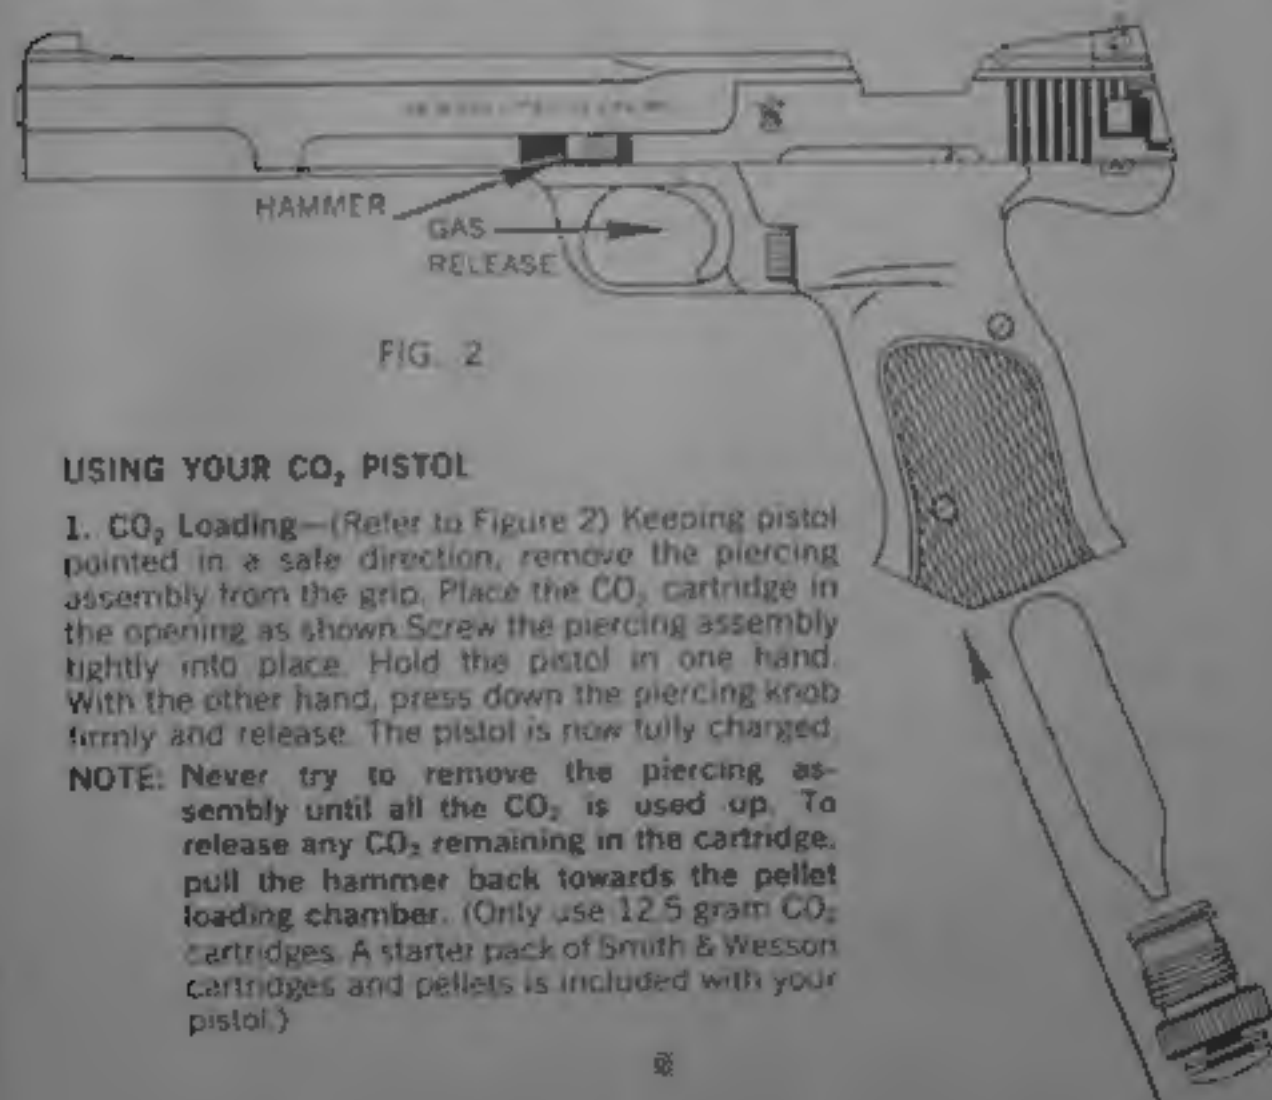 HAMMER
GAS
RELEASE
FIG. 2
USING YOUR CO₂ PISTOL
1. CO₂ Loading—(Refer to Figure 2) Keeping pistol
pointed in a safe direction, remove the piercing
assembly from the grip. Place the CO₂ cartridge in
the opening as shown. Screw the piercing assembly
tightly into place. Hold the pistol in one hand.
With the other hand, press down the piercing knob
firmly and release. The pistol is now fully charged.
NOTE: Never try to remove the piercing as-
sembly until all the CO₂ is used up. To
release any CO₂ remaining in the cartridge,
pull the hammer back towards the pellet
loading chamber. (Only use 12.5 gram CO₂
cartridges. A starter pack of Smith & Wesson
cartridges and pellets is included with your
pistol.)